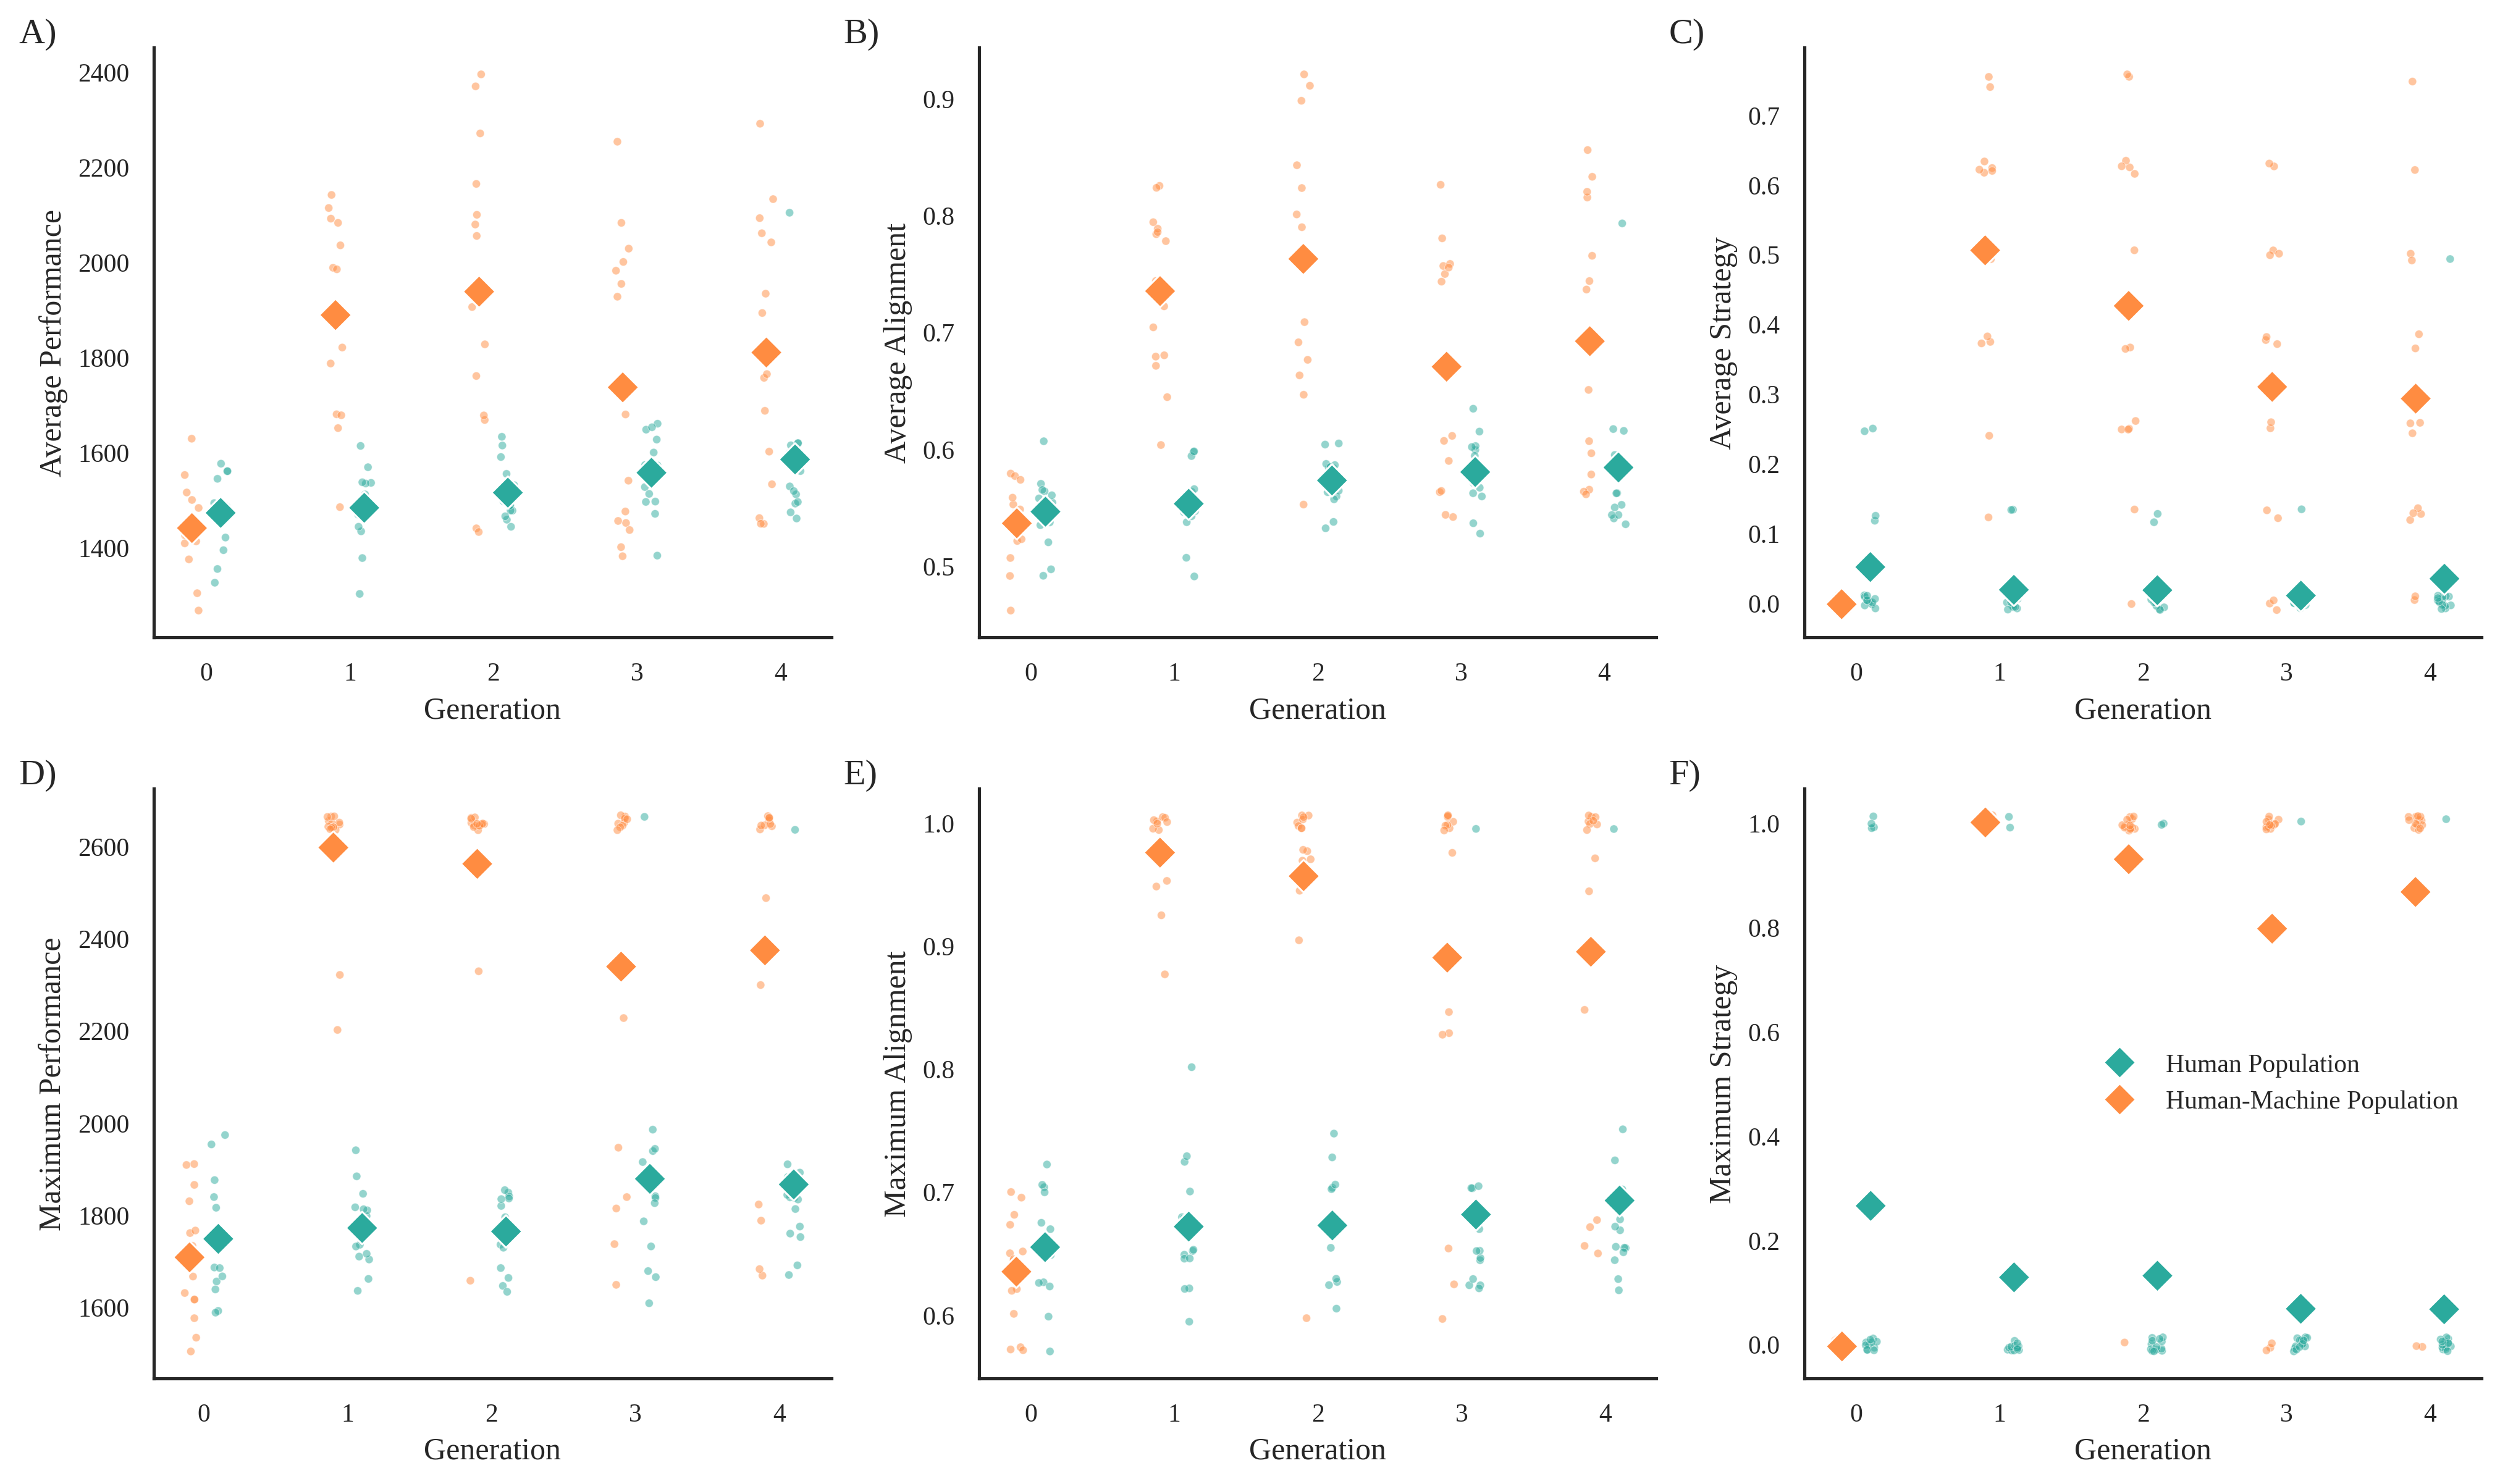 A)
2400
2200
2000
1800
1600
1400
Average Performance
0 1 2 3 4
Generation
B)
0.9
0.8
0.7
0.6
0.5
Average Alignment
0 1 2 3 4
Generation
C)
0.7
0.6
0.5
0.4
0.3
0.2
0.1
0.0
Average Strategy
0 1 2 3 4
Generation
D)
2600
2400
2200
2000
1800
1600
Maximum Performance
0 1 2 3 4
Generation
E)
1.0
0.9
0.8
0.7
0.6
Maximum Alignment
0 1 2 3 4
Generation
F)
1.0
0.8
0.6
0.4
0.2
0.0
Maximum Strategy
Human Population
Human-Machine Population
0 1 2 3 4
Generation